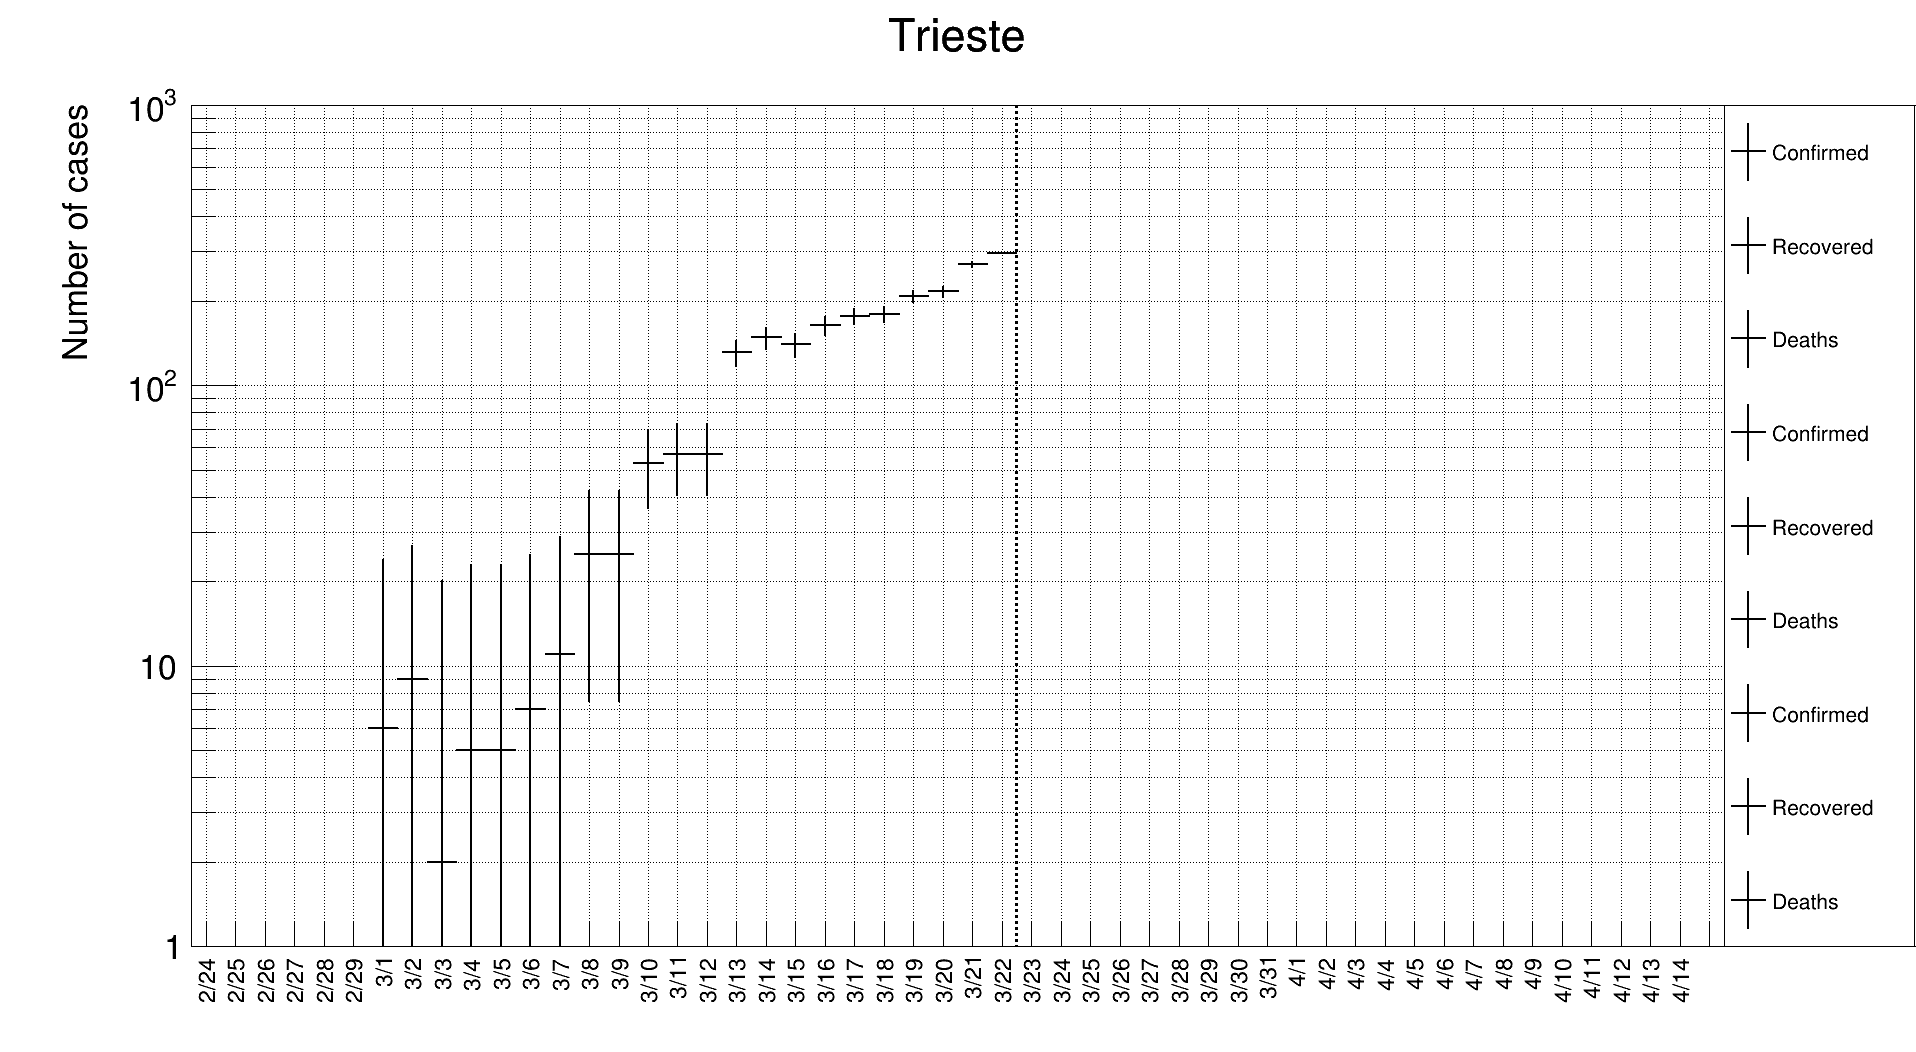 Trieste
Number of cases
10³
10²
10
1
2/24 2/25 2/26 2/27 2/28 2/29 3/1 3/2 3/3 3/4 3/5 3/6 3/7 3/8 3/9 3/10 3/11 3/12 3/13 3/14 3/15 3/16 3/17 3/18 3/19 3/20 3/21 3/22 3/23 3/24 3/25 3/26 3/27 3/28 3/29 3/30 3/31 4/1 4/2 4/3 4/4 4/5 4/6 4/7 4/8 4/9 4/10 4/11 4/12 4/13 4/14
Confirmed
Recovered
Deaths
Confirmed
Recovered
Deaths
Confirmed
Recovered
Deaths